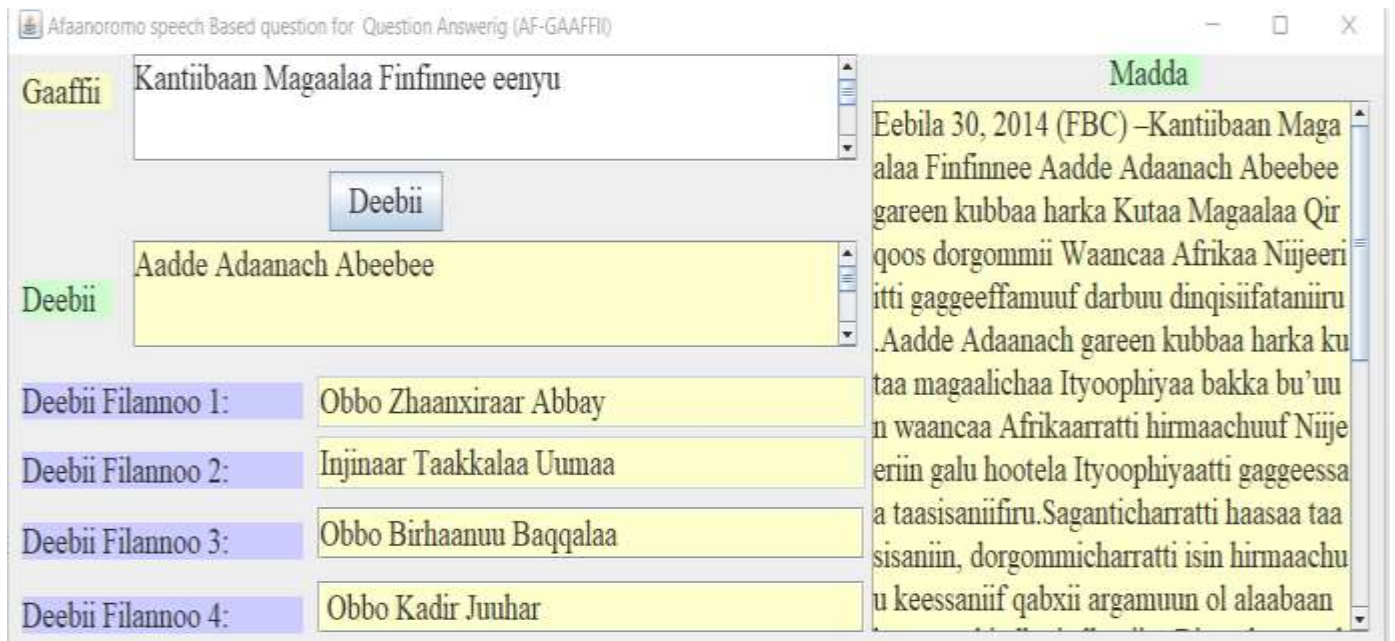 Afaanoromo speech Based question for Question Answerig (AF-GAAFFII)
Gaaffii
Kantiibaan Magaalaa Finfinnee eenyu
Deebii
Deebii
Aadde Adaanach Abeebee
Deebii Filannoo 1:
Obbo Zhaanxiraar Abbay
Deebii Filannoo 2:
Injinaar Taakkalaa Uumaa
Deebii Filannoo 3:
Obbo Birhaanuu Baqqalaa
Deebii Filannoo 4:
Obbo Kadir Juuhar
Madda
Eebila 30, 2014 (FBC) –Kantiibaan Maga
alaa Finfinnee Aadde Adaanach Abeebee
gareen kubbaa harka Kutaa Magaalaa Qir
qoos dorgommii Waancaa Afrikaa Niijeeri
itti gaggeeffamuuf darbuu dinqisiifataniiru
.Aadde Adaanach gareen kubbaa harka ku
taa magaalichaa Ityoophiyaa bakka bu'uu
n waancaa Afrikaarratti hirmaachuuf Niije
eriin galu hootela Ityoophiyaatti gaggeessa
a taasisaniifiru.Saganticharratti haasaa taa
sisaniin, dorgommicharratti isin hirmaachu
u keessaniif qabxii argamuun ol alaabaan